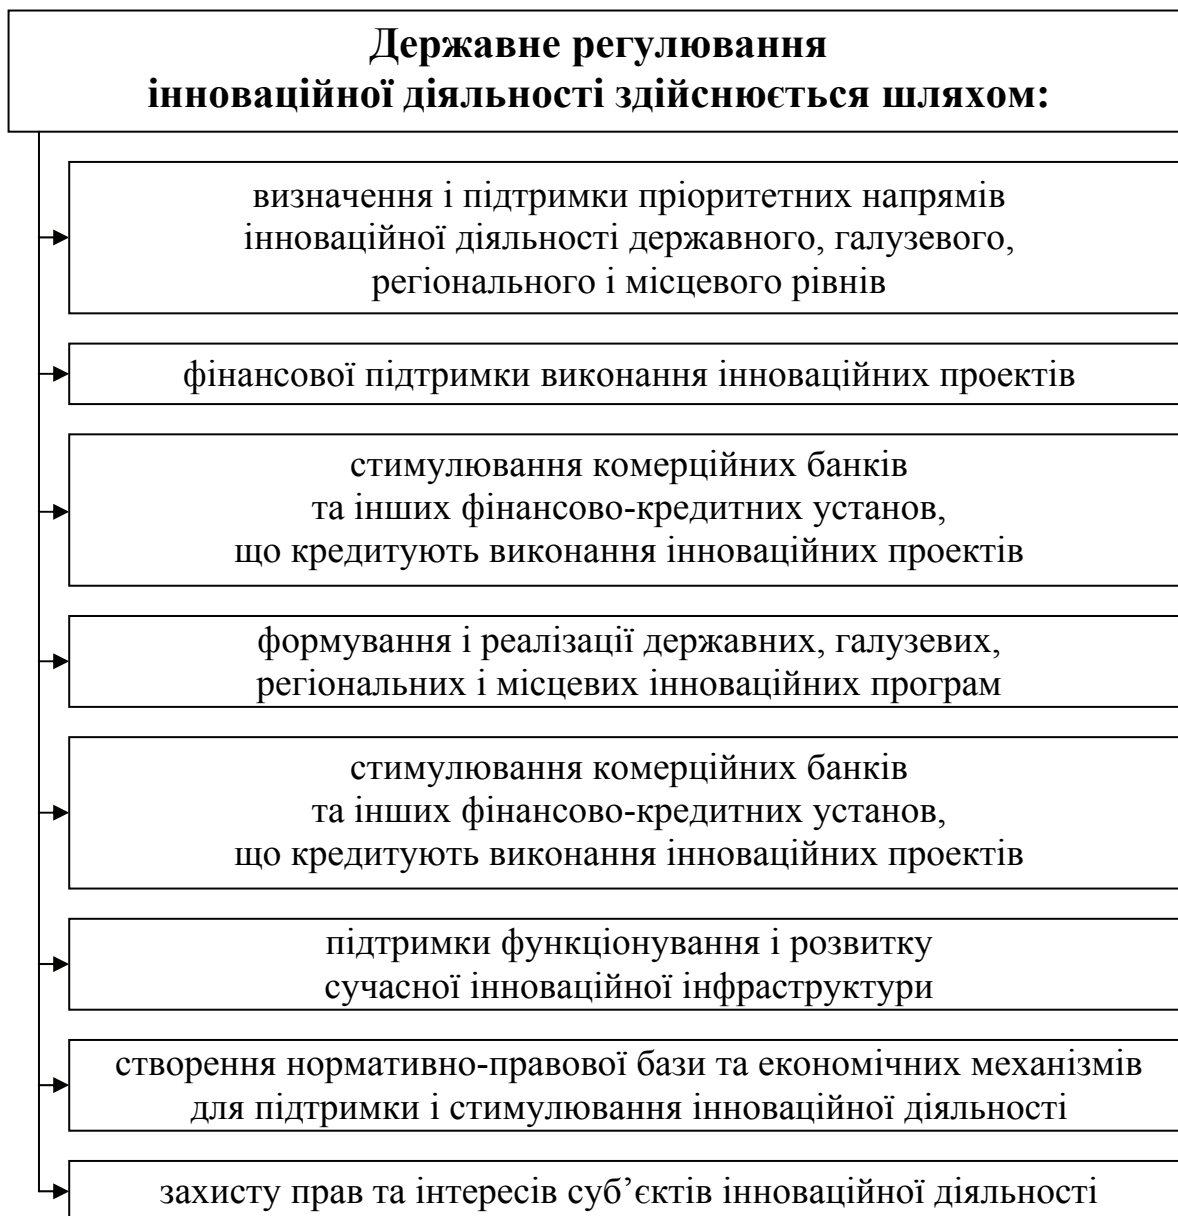 Державне регулювання
інноваційної діяльності здійснюється шляхом:
визначення і підтримки пріоритетних напрямів
інноваційної діяльності державного, галузевого,
регіонального і місцевого рівнів
фінансової підтримки виконання інноваційних проектів
стимулювання комерційних банків
та інших фінансово-кредитних установ,
що кредитують виконання інноваційних проектів
формування і реалізації державних, галузевих,
регіональних і місцевих інноваційних програм
стимулювання комерційних банків
та інших фінансово-кредитних установ,
що кредитують виконання інноваційних проектів
підтримки функціонування і розвитку
сучасної інноваційної інфраструктури
створення нормативно-правової бази та економічних механізмів
для підтримки і стимулювання інноваційної діяльності
захисту прав та інтересів суб’єктів інноваційної діяльності